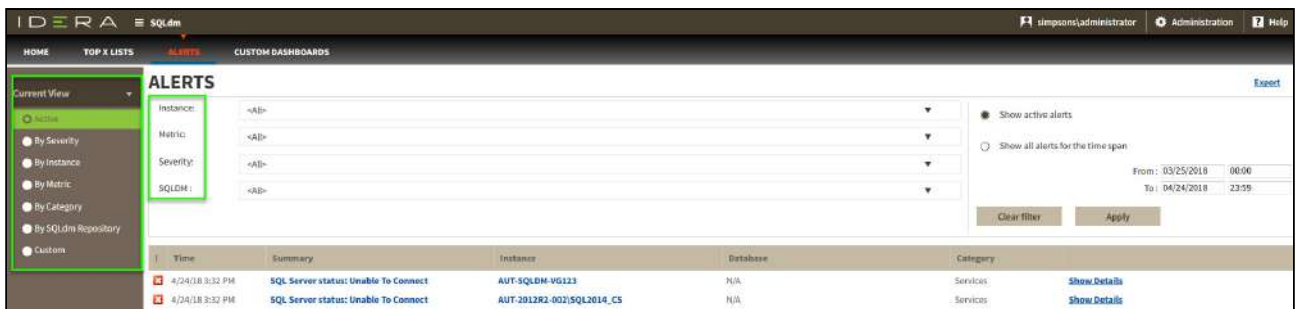 IDERA ≡ SQLdm simpsons\administrator Administration Help
HOME TOP X LISTS ALERTS CUSTOM DASHBOARDS
Current View
Active
By Severity
By Instance
By Metric
By Category
By SQLdm Repository
Custom
ALERTS
Export
Instance: <All>
Metric: <All>
Severity: <All>
SQLDM : <All>
Show active alerts
Show all alerts for the time span
From : 03/25/2018 00:00
To : 04/24/2018 23:59
Clear filter Apply
! Time Summary Instance Database Category
4/24/18 3:32 PM SQL Server status: Unable To Connect AUT-SQLDM-VG123 N/A Services Show Details
4/24/18 3:32 PM SQL Server status: Unable To Connect AUT-2012R2-002\SQL2014_CS N/A Services Show Details